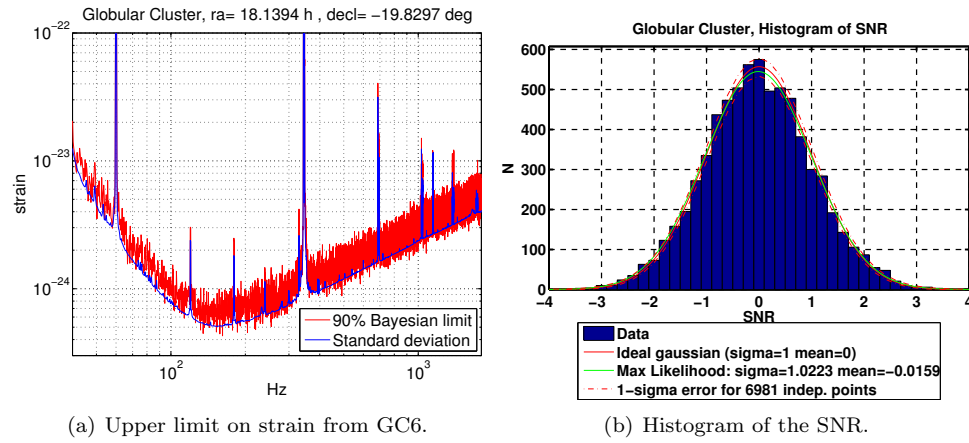 Globular Cluster, ra= 18.1394 h , decl= −19.8297 deg
10^−22
10^−23
10^−24
strain
10^2
10^3
Hz
90% Bayesian limit
Standard deviation
(a) Upper limit on strain from GC6.
Globular Cluster, Histogram of SNR
600
500
400
300
200
100
0
N
−4 −3 −2 −1 0 1 2 3 4
SNR
Data
Ideal gaussian (sigma=1 mean=0)
Max Likelihood: sigma=1.0223 mean=−0.0159
1-sigma error for 6981 indep. points
(b) Histogram of the SNR.